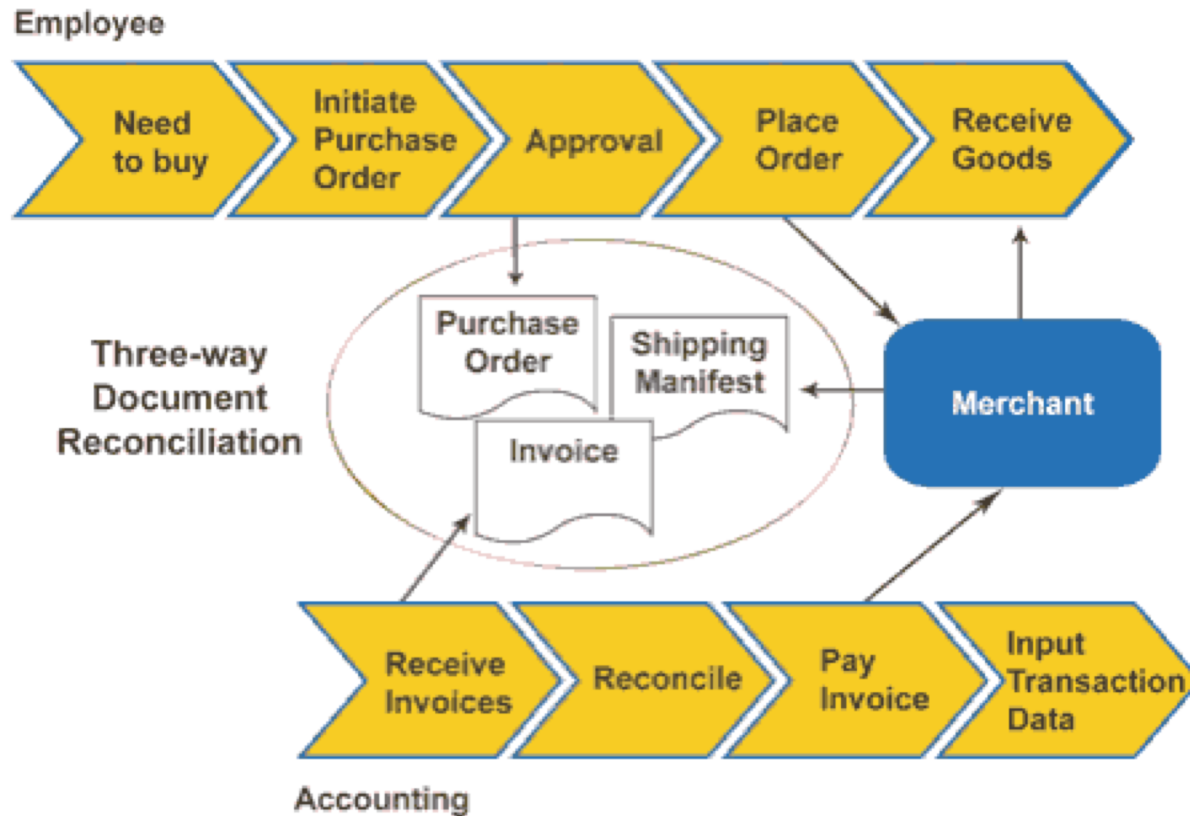 Employee
Need
to buy
Initiate
Purchase
Order
Approval
Place
Order
Receive
Goods
Three-way
Document
Reconciliation
Purchase
Order
Shipping
Manifest
Invoice
Merchant
Receive
Invoices
Reconcile
Pay
Invoice
Input
Transaction
Data
Accounting